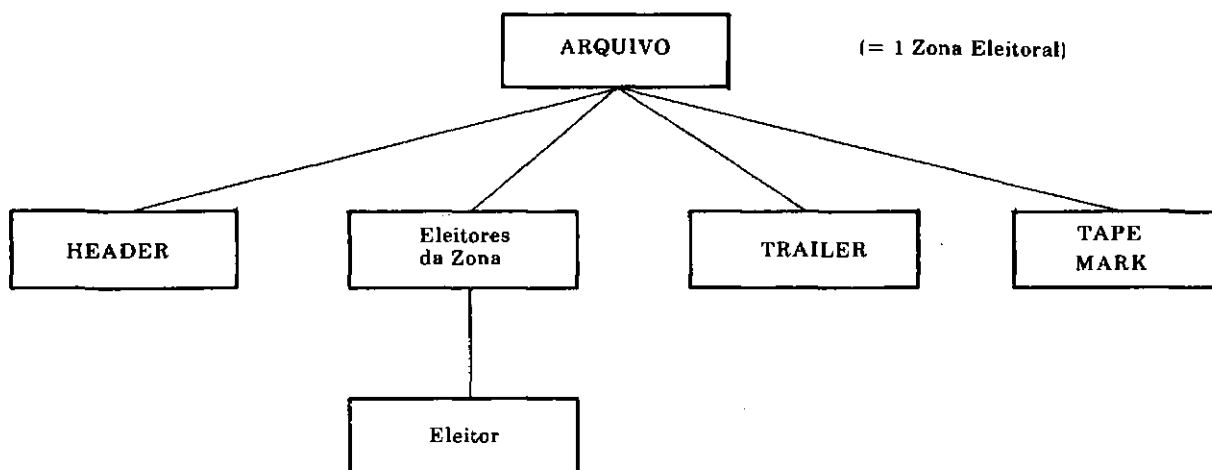 ARQUIVO
(= 1 Zona Eleitoral)
HEADER
Eleitores
da Zona
TRAILER
TAPE
MARK
Eleitor